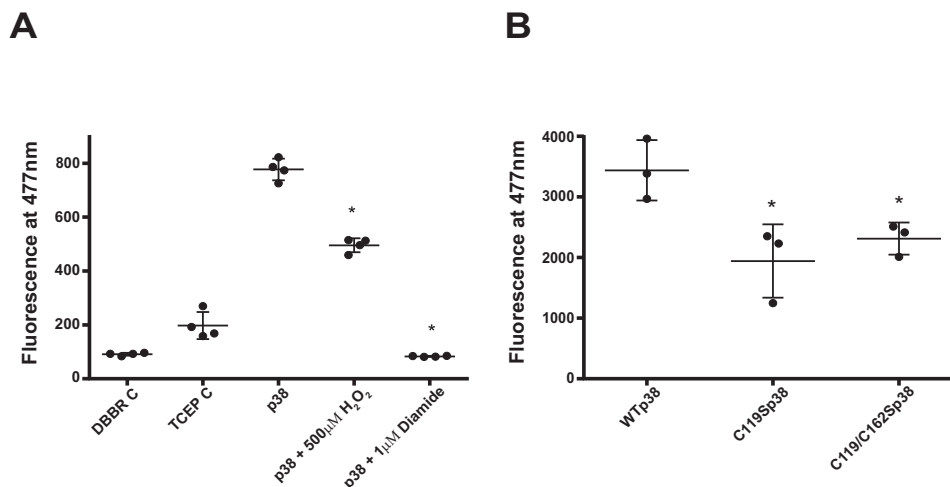 A
B
Fluorescence at 477nm
800
600
400
200
0
*
*
DBBR C
TCEP C
p38
p38 + 500μM H₂O₂
p38 + 1μM Diamide
Fluorescence at 477nm
4000
3000
2000
1000
0
*
*
WTp38
C119Sp38
C119/C162Sp38